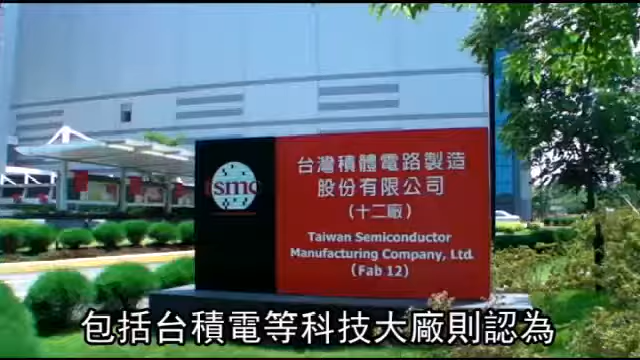 tsmc
台灣積體電路製造
股份有限公司
(十二廠)
Taiwan Semiconductor
Manufacturing Company, Ltd.
(Fab 12)
包括台積電等科技大廠則認為